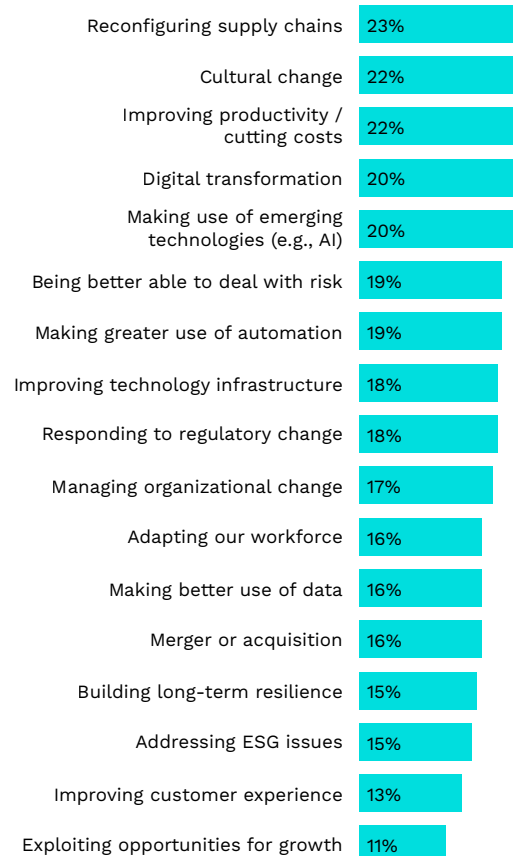 Reconfiguring supply chains 23%
Cultural change 22%
Improving productivity /
cutting costs 22%
Digital transformation 20%
Making use of emerging
technologies (e.g., AI) 20%
Being better able to deal with risk 19%
Making greater use of automation 19%
Improving technology infrastructure 18%
Responding to regulatory change 18%
Managing organizational change 17%
Adapting our workforce 16%
Making better use of data 16%
Merger or acquisition 16%
Building long-term resilience 15%
Addressing ESG issues 15%
Improving customer experience 13%
Exploiting opportunities for growth 11%